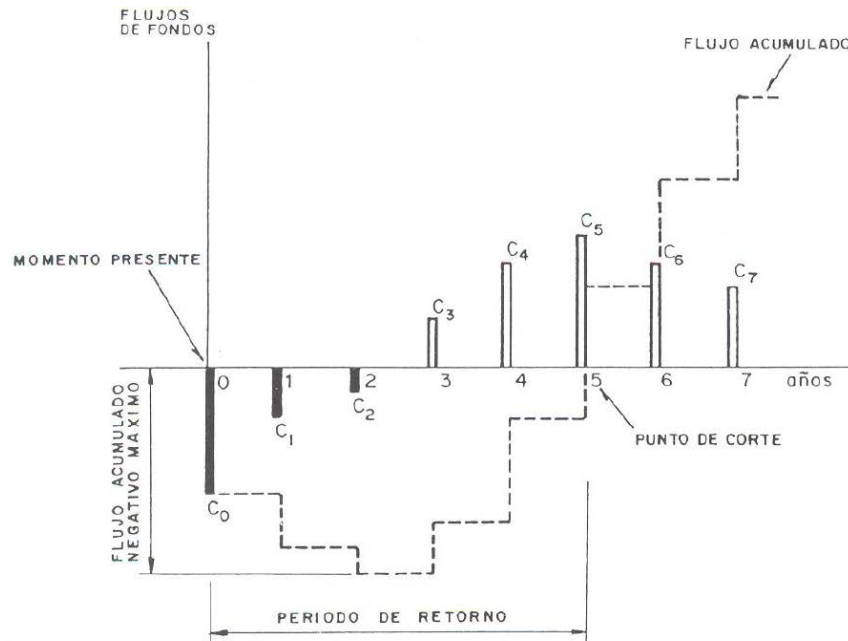 FLUJOS
DE FONDOS
FLUJO ACUMULADO
MOMENTO PRESENTE
C5
C4
C6
C3
C7
0
1
2
3
4
5
6
7
años
C2
C1
C0
PUNTO DE CORTE
FLUJO ACUMULADO
NEGATIVO MAXIMO
PERIODO DE RETORNO